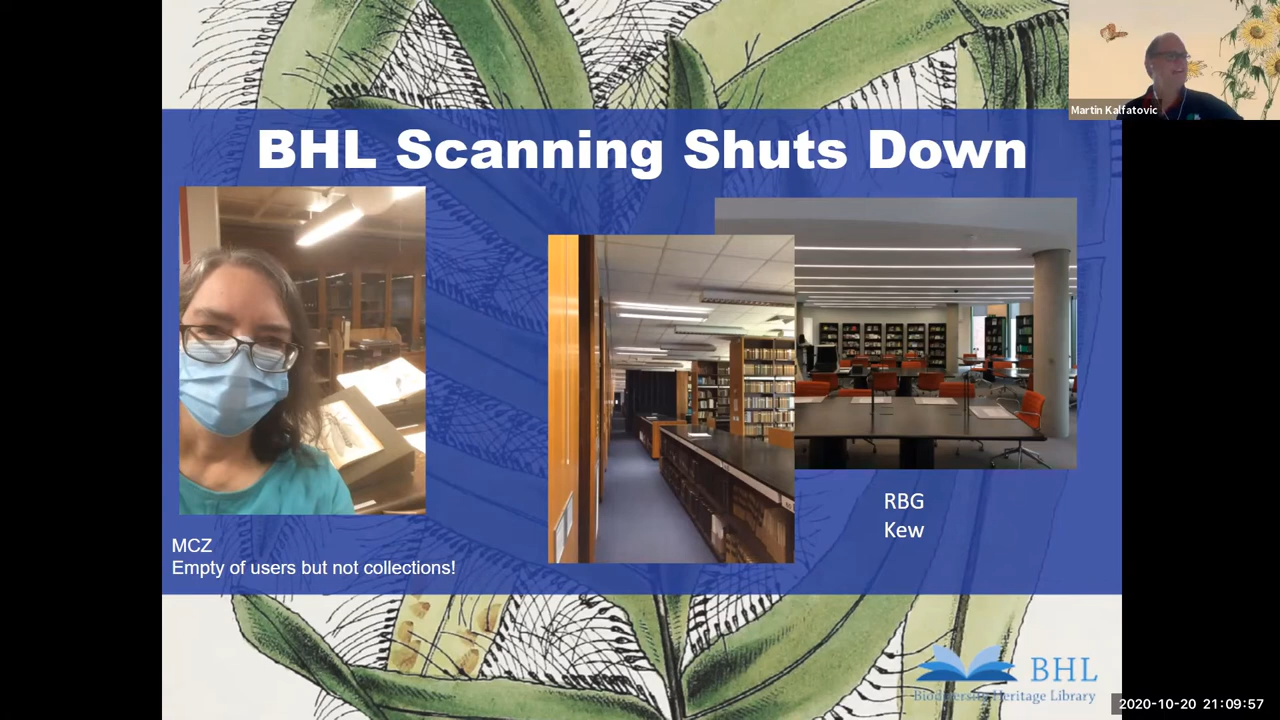 Martin Kalfatovic
BHL Scanning Shuts Down
RBG
Kew
MCZ
Empty of users but not collections!
BHL
Biodiversity Heritage Library
2020-10-20 21:09:57